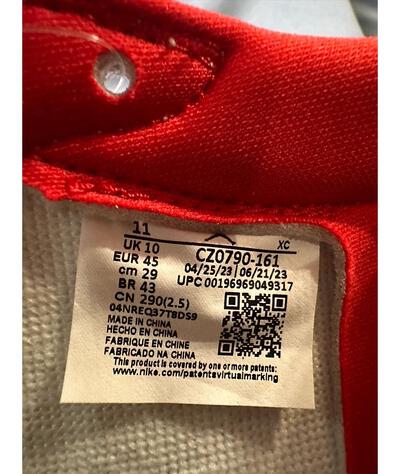 11 XC
UK 10 CZ0790-161
EUR 45 04/25/23 | 06/21/23
cm 29 UPC 00196969049317
BR 43
CN 290(2.5)
04NREQ37T8DS9
MADE IN CHINA
HECHO EN CHINA
FABRIQUE EN CHINE
FABRICADO NA CHINA
This product is covered by one or more patents:
www.nike.com/patentsvirtualmarking